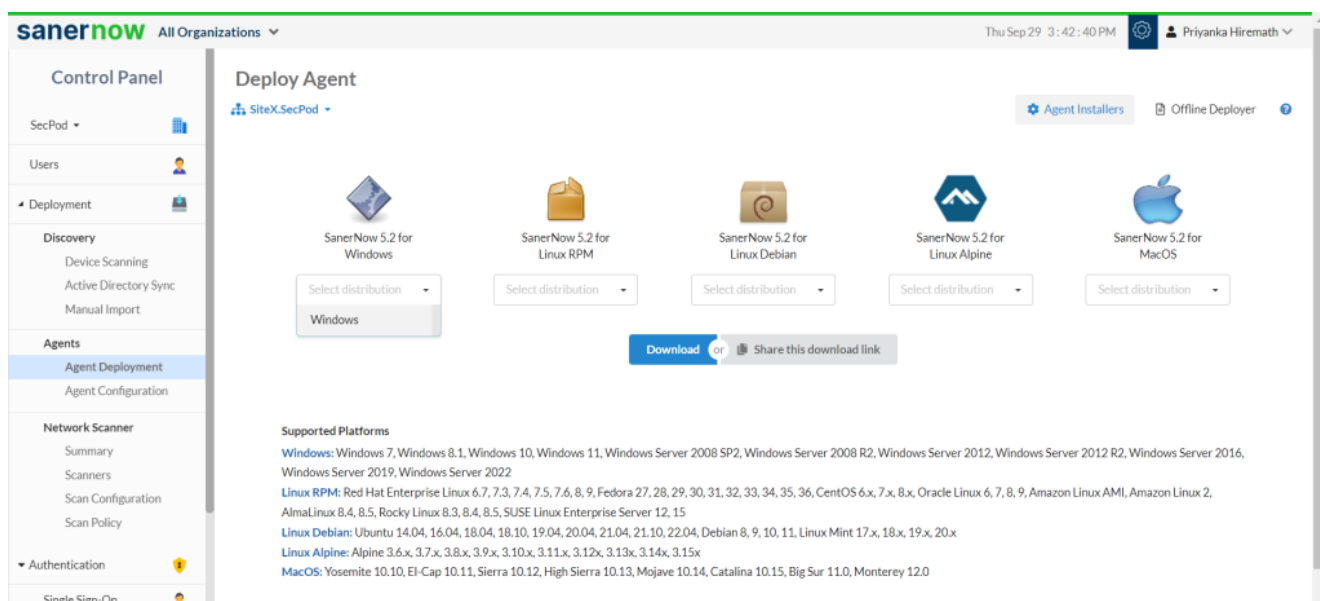 sanernow All Organizations
Thu Sep 29 3:42:40 PM
Priyanka Hiremath
Control Panel
SecPod
Users
Deployment
Discovery
Device Scanning
Active Directory Sync
Manual Import
Agents
Agent Deployment
Agent Configuration
Network Scanner
Summary
Scanners
Scan Configuration
Scan Policy
Authentication
Single Sign-On
Deploy Agent
SiteX.SecPod
Agent Installers
Offline Deployer
SanerNow 5.2 for
Windows
Select distribution
Windows
SanerNow 5.2 for
Linux RPM
Select distribution
SanerNow 5.2 for
Linux Debian
Select distribution
SanerNow 5.2 for
Linux Alpine
Select distribution
SanerNow 5.2 for
MacOS
Select distribution
Download or Share this download link
Supported Platforms
Windows: Windows 7, Windows 8.1, Windows 10, Windows 11, Windows Server 2008 SP2, Windows Server 2008 R2, Windows Server 2012, Windows Server 2012 R2, Windows Server 2016,
Windows Server 2019, Windows Server 2022
Linux RPM: Red Hat Enterprise Linux 6.7, 7.3, 7.4, 7.5, 7.6, 8, 9, Fedora 27, 28, 29, 30, 31, 32, 33, 34, 35, 36, CentOS 6.x, 7.x, 8.x, Oracle Linux 6, 7, 8, 9, Amazon Linux AMI, Amazon Linux 2,
AlmaLinux 8.4, 8.5, Rocky Linux 8.3, 8.4, 8.5, SUSE Linux Enterprise Server 12, 15
Linux Debian: Ubuntu 14.04, 16.04, 18.04, 18.10, 19.04, 20.04, 21.04, 21.10, 22.04, Debian 8, 9, 10, 11, Linux Mint 17.x, 18.x, 19.x, 20.x
Linux Alpine: Alpine 3.6.x, 3.7.x, 3.8.x, 3.9.x, 3.10.x, 3.11.x, 3.12x, 3.13x, 3.14x, 3.15x
MacOS: Yosemite 10.10, El-Cap 10.11, Sierra 10.12, High Sierra 10.13, Mojave 10.14, Catalina 10.15, Big Sur 11.0, Monterey 12.0